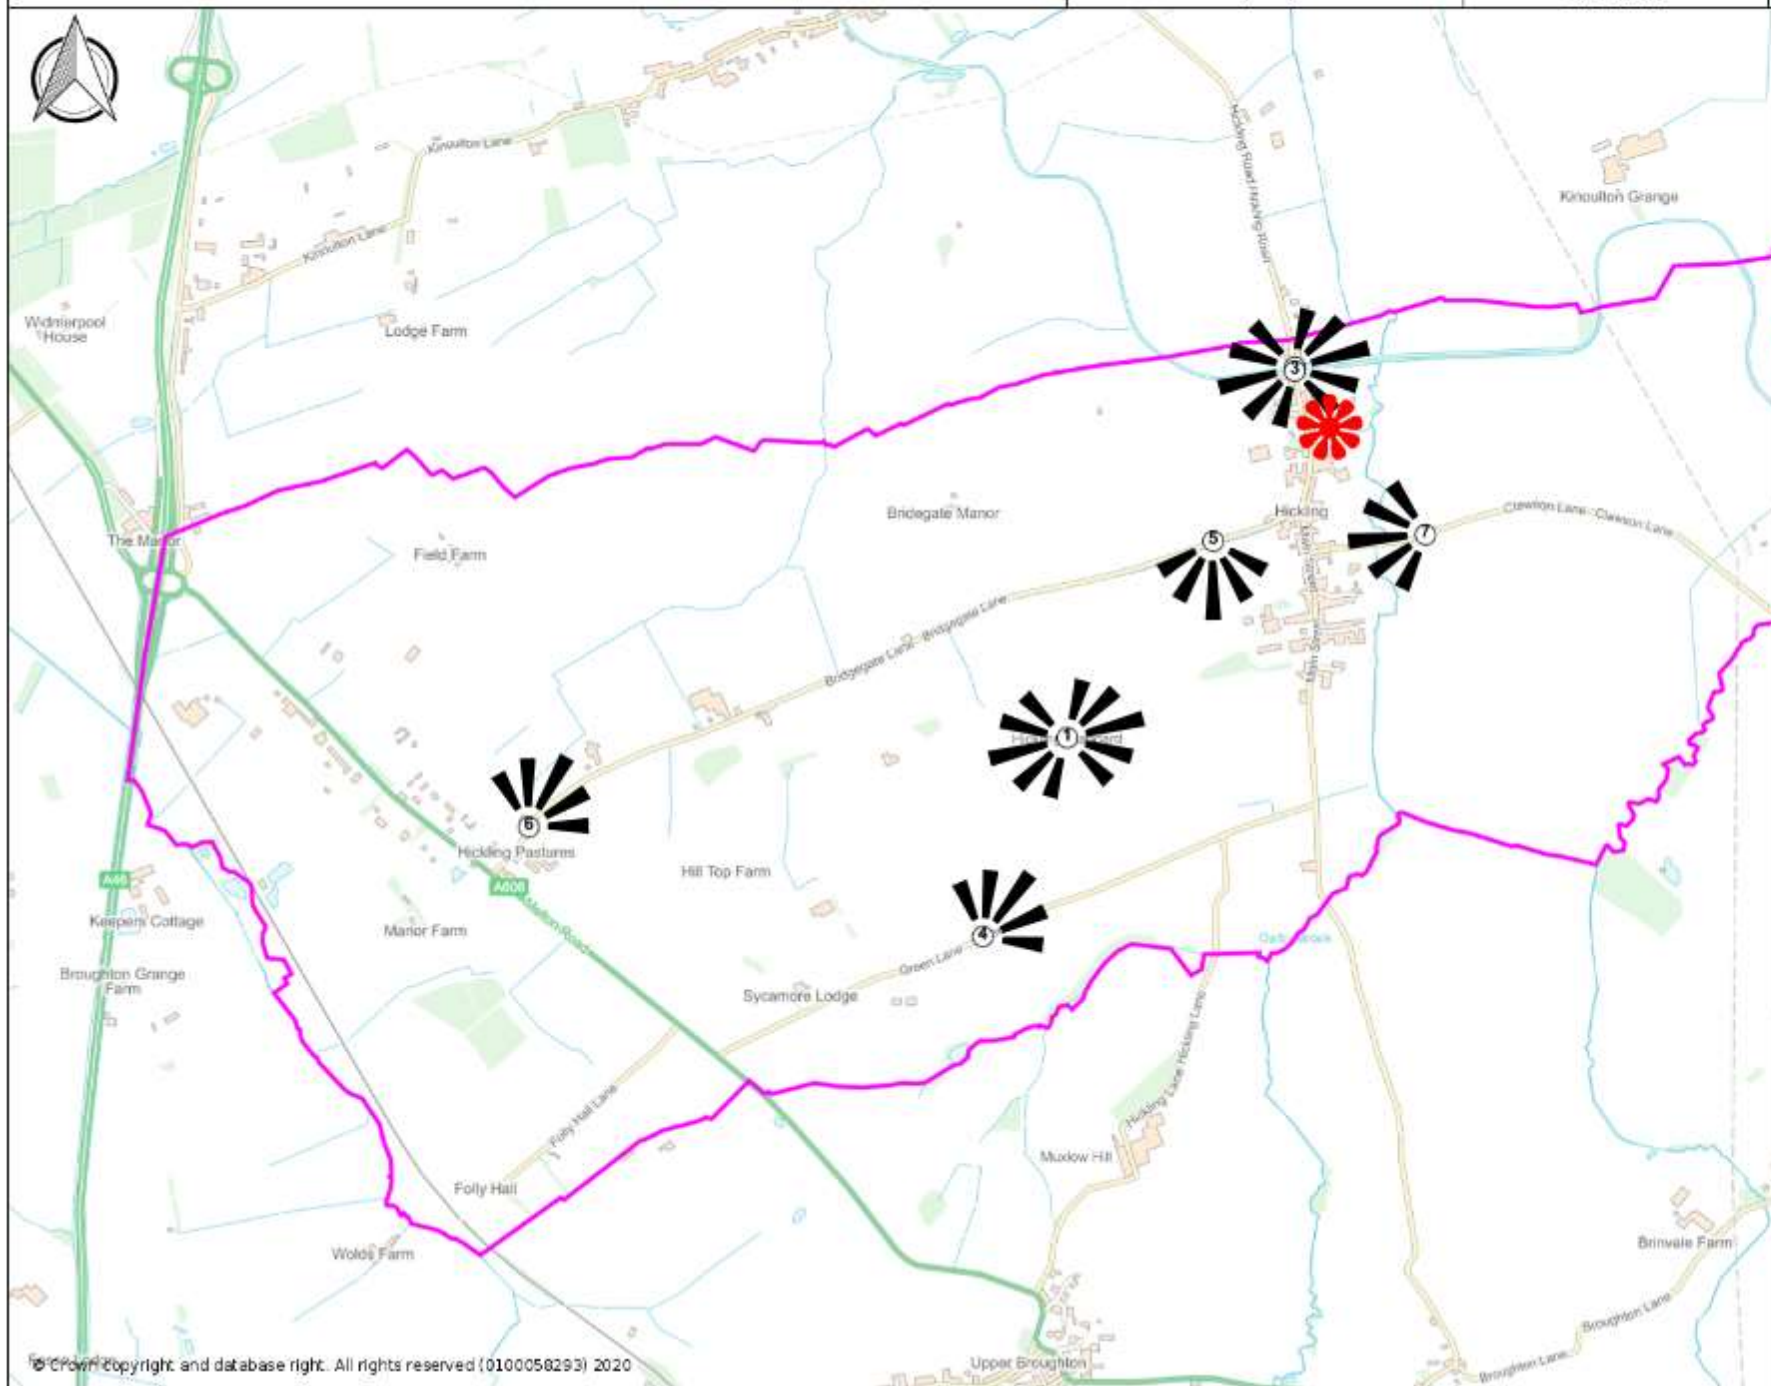 Kinoulton Lane
Hickling Road
Kinoulton Grange
Kinoulton Lane
Widmerpool
House
Lodge Farm
3
Bridegate Manor
Hickling
Clawson Lane Clawson Lane
The Manor
Field Farm
5
7
Bridgegate Lane Bridgegate Lane
Main Street
1
6
Hickling Pastures
Hill Top Farm
A46
A606
Melton Road
Keepers Cottage
Manor Farm
4
Green Lane
Broughton Grange
Farm
Sycamore Lodge
Folly Hall Lane
Hickling Lane Hickling Lane
Muxlow Hill
Folly Hall
Wolds Farm
Brinvale Farm
Broughton Lane
Broughton Lane
Upper Broughton
© Crown copyright and database right. All rights reserved (0100058293) 2020